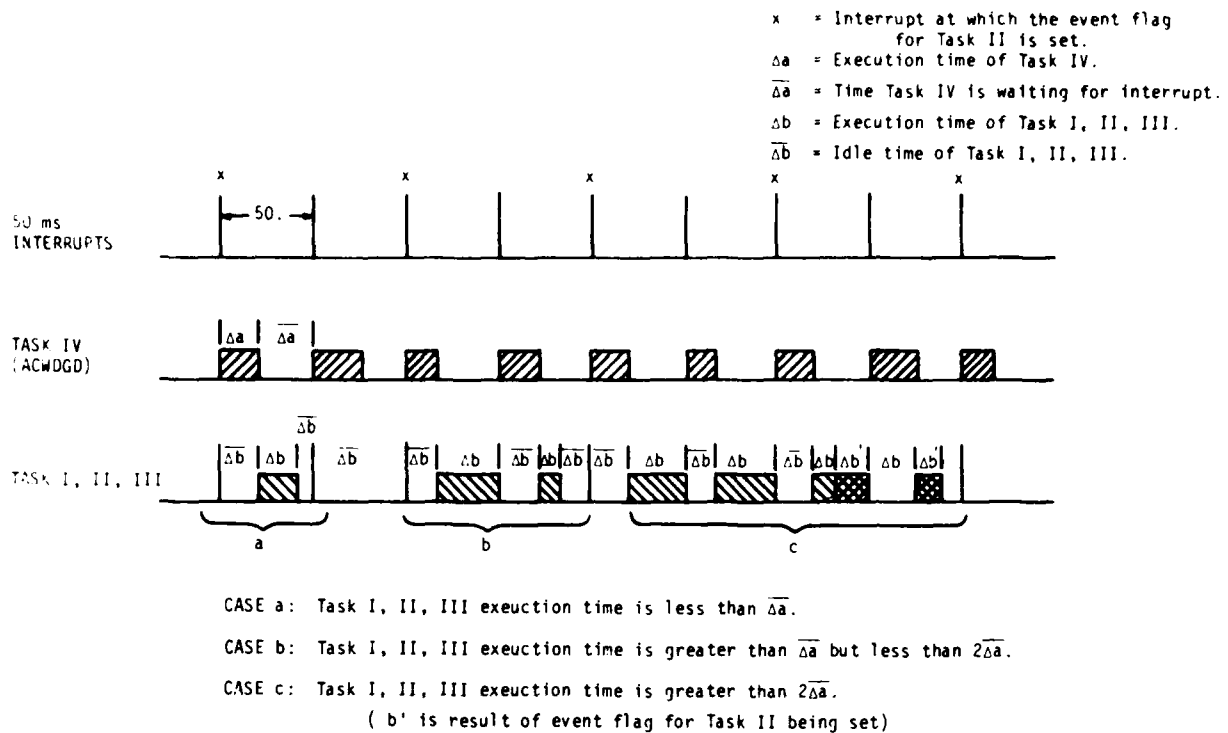 x = Interrupt at which the event flag
for Task II is set.
Δa = Execution time of Task IV.
Δa̅ = Time Task IV is waiting for interrupt.
Δb = Execution time of Task I, II, III.
Δb̅ = Idle time of Task I, II, III.
x x x x x
50.
50 ms
INTERRUPTS
Δa Δa̅
TASK IV
(ACWDGD)
Δb̅
Δb̅ Δb Δb̅ Δb̅ Δb Δb̅ Δb Δb̅ Δb̅ Δb Δb̅ Δb Δb̅ Δb Δb' Δb Δb'
TASK I, II, III
a b c
CASE a: Task I, II, III exeuction time is less than Δa̅.
CASE b: Task I, II, III exeuction time is greater than Δa̅ but less than 2Δa̅.
CASE c: Task I, II, III exeuction time is greater than 2Δa̅.
( b' is result of event flag for Task II being set)